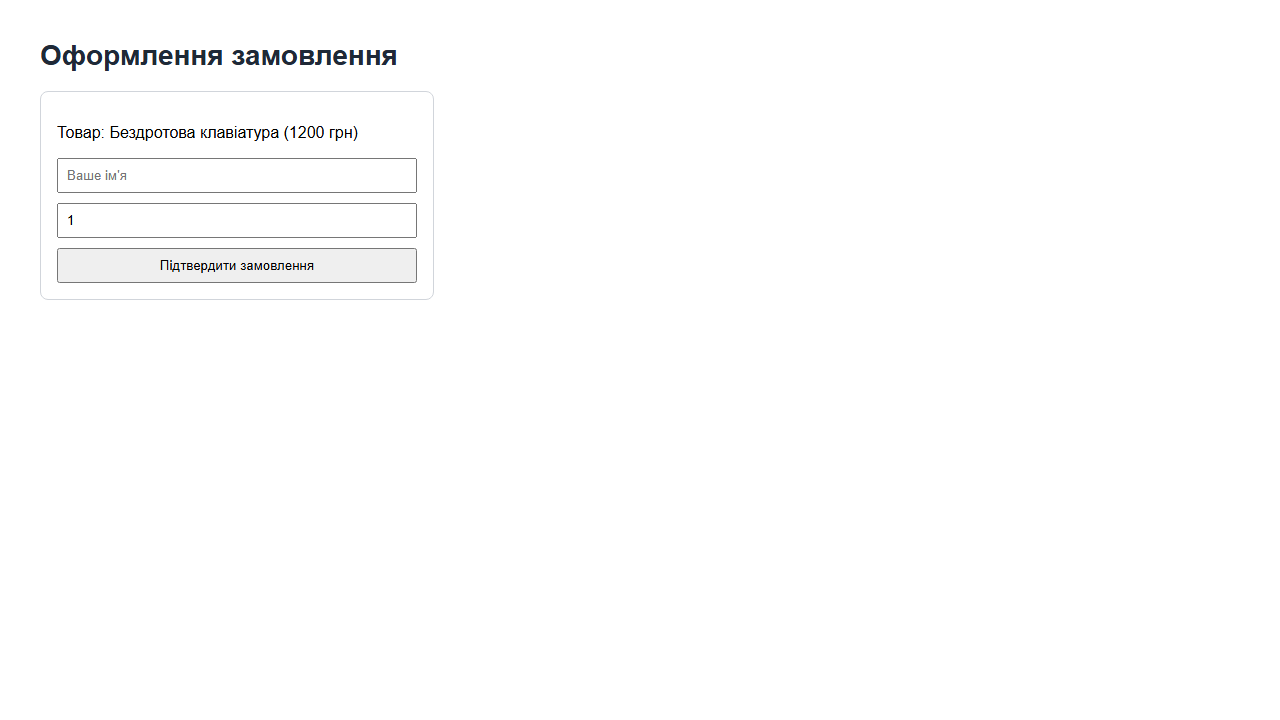 Оформлення замовлення
Товар: Бездротова клавіатура (1200 грн)
Ваше ім'я
1
Підтвердити замовлення